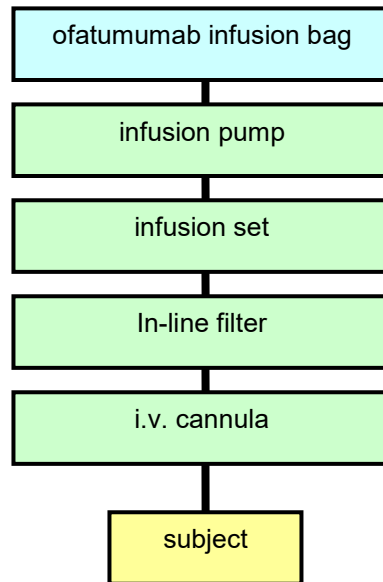 ofatumumab infusion bag
infusion pump
infusion set
In-line filter
i.v. cannula
subject